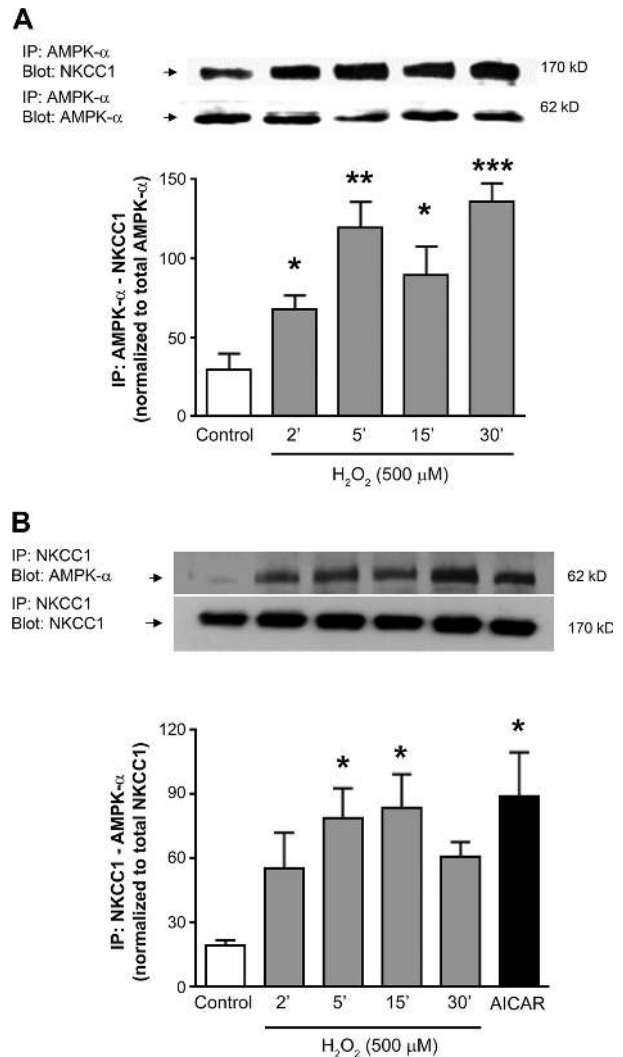 A
IP: AMPK-α
Blot: NKCC1
170 kD
IP: AMPK-α
Blot: AMPK-α
62 kD
IP: AMPK-α - NKCC1
(normalized to total AMPK-α)
150
100
50
0
*
**
*
***
Control 2' 5' 15' 30'
H₂O₂ (500 μM)
B
IP: NKCC1
Blot: AMPK-α
62 kD
IP: NKCC1
Blot: NKCC1
170 kD
IP: NKCC1 - AMPK-α
(normalized to total NKCC1)
120
90
60
30
0
*
*
*
Control 2' 5' 15' 30' AICAR
H₂O₂ (500 μM)